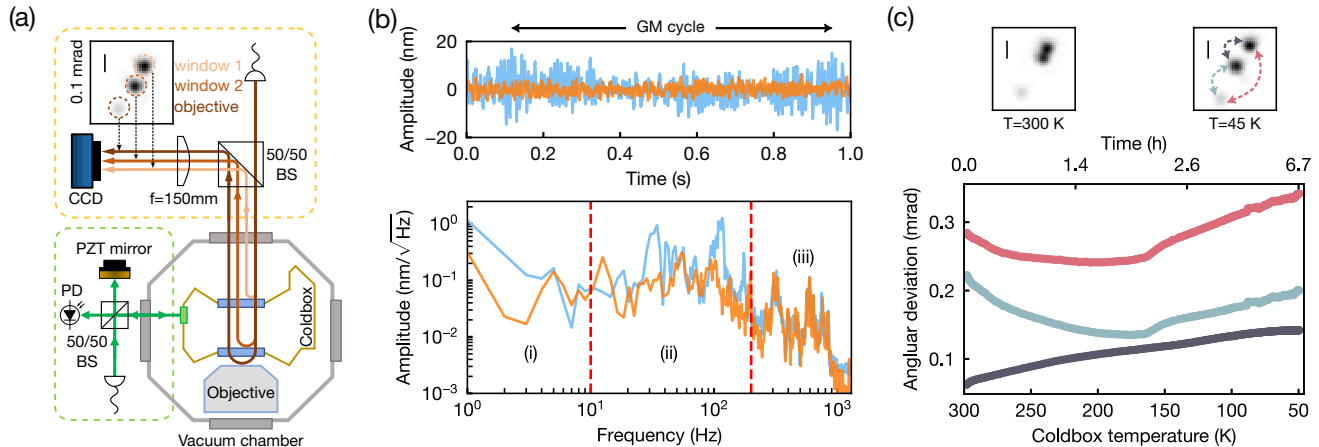 (a)
0.1 mrad
window 1
window 2
objective
CCD
f=150mm
50/50
BS
PZT mirror
PD
50/50
BS
Coldbox
Objective
Vacuum chamber
(b)
GM cycle
Amplitude (nm)
20
0
−20
0.0 0.2 0.4 0.6 0.8 1.0
Time (s)
Amplitude (nm/√Hz)
10⁰
10⁻¹
10⁻²
10⁻³
(i)
(ii)
(iii)
10⁰ 10¹ 10² 10³
Frequency (Hz)
(c)
T=300 K
T=45 K
Time (h)
0.0 1.4 2.6 6.7
Angluar deviation (mrad)
0.3
0.2
0.1
300 250 200 150 100 50
Coldbox temperature (K)